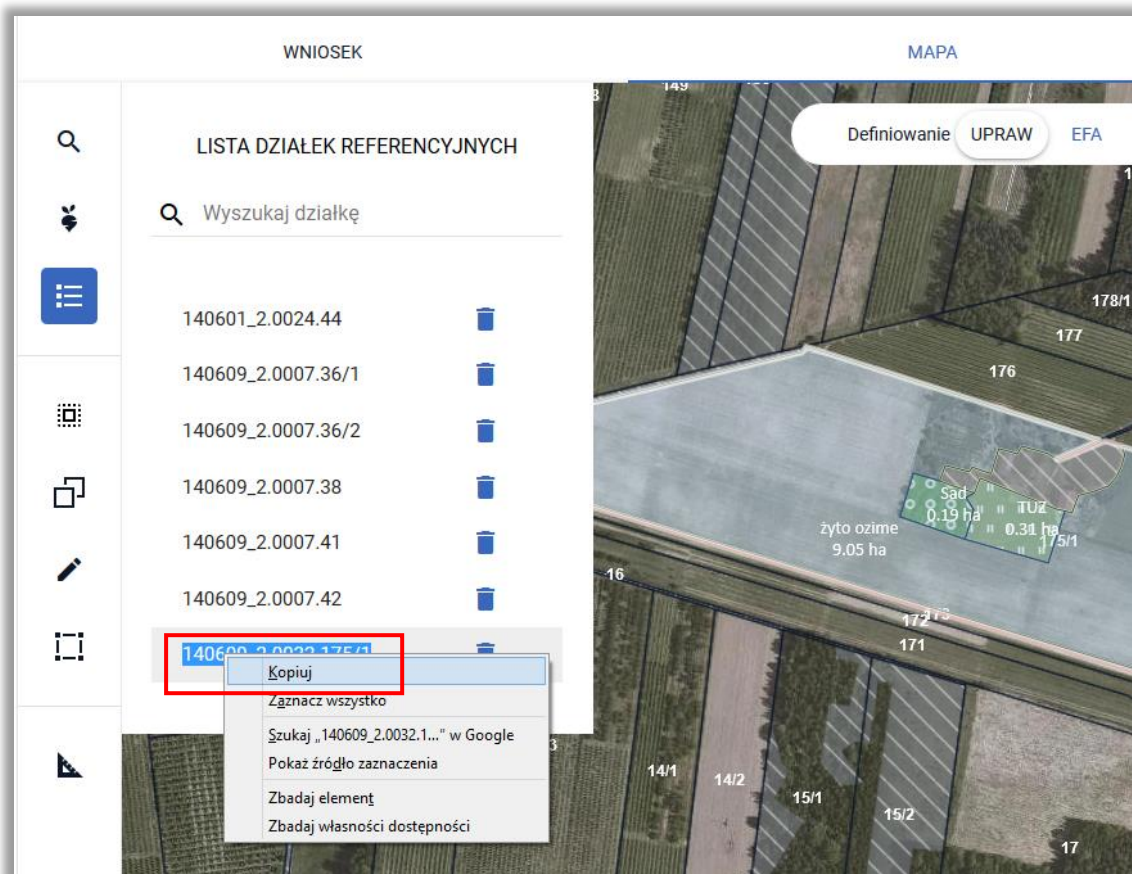 WNIOSEK
MAPA
LISTA DZIAŁEK REFERENCYJNYCH
Wyszukaj działkę
140601_2.0024.44
140609_2.0007.36/1
140609_2.0007.36/2
140609_2.0007.38
140609_2.0007.41
140609_2.0007.42
Kopiuj
Zaznacz wszystko
Szukaj „140609_2.0032.1..." w Google
Pokaż źródło zaznaczenia
Zbadaj element
Zbadaj własności dostępności
149
Definiowanie UPRAW EFA
178/1
177
176
Sad
0.19 ha
TUZ
0.31 ha
175/1
żyto ozime
9.05 ha
16
172
173
171
14/1
14/2
15/1
15/2
17